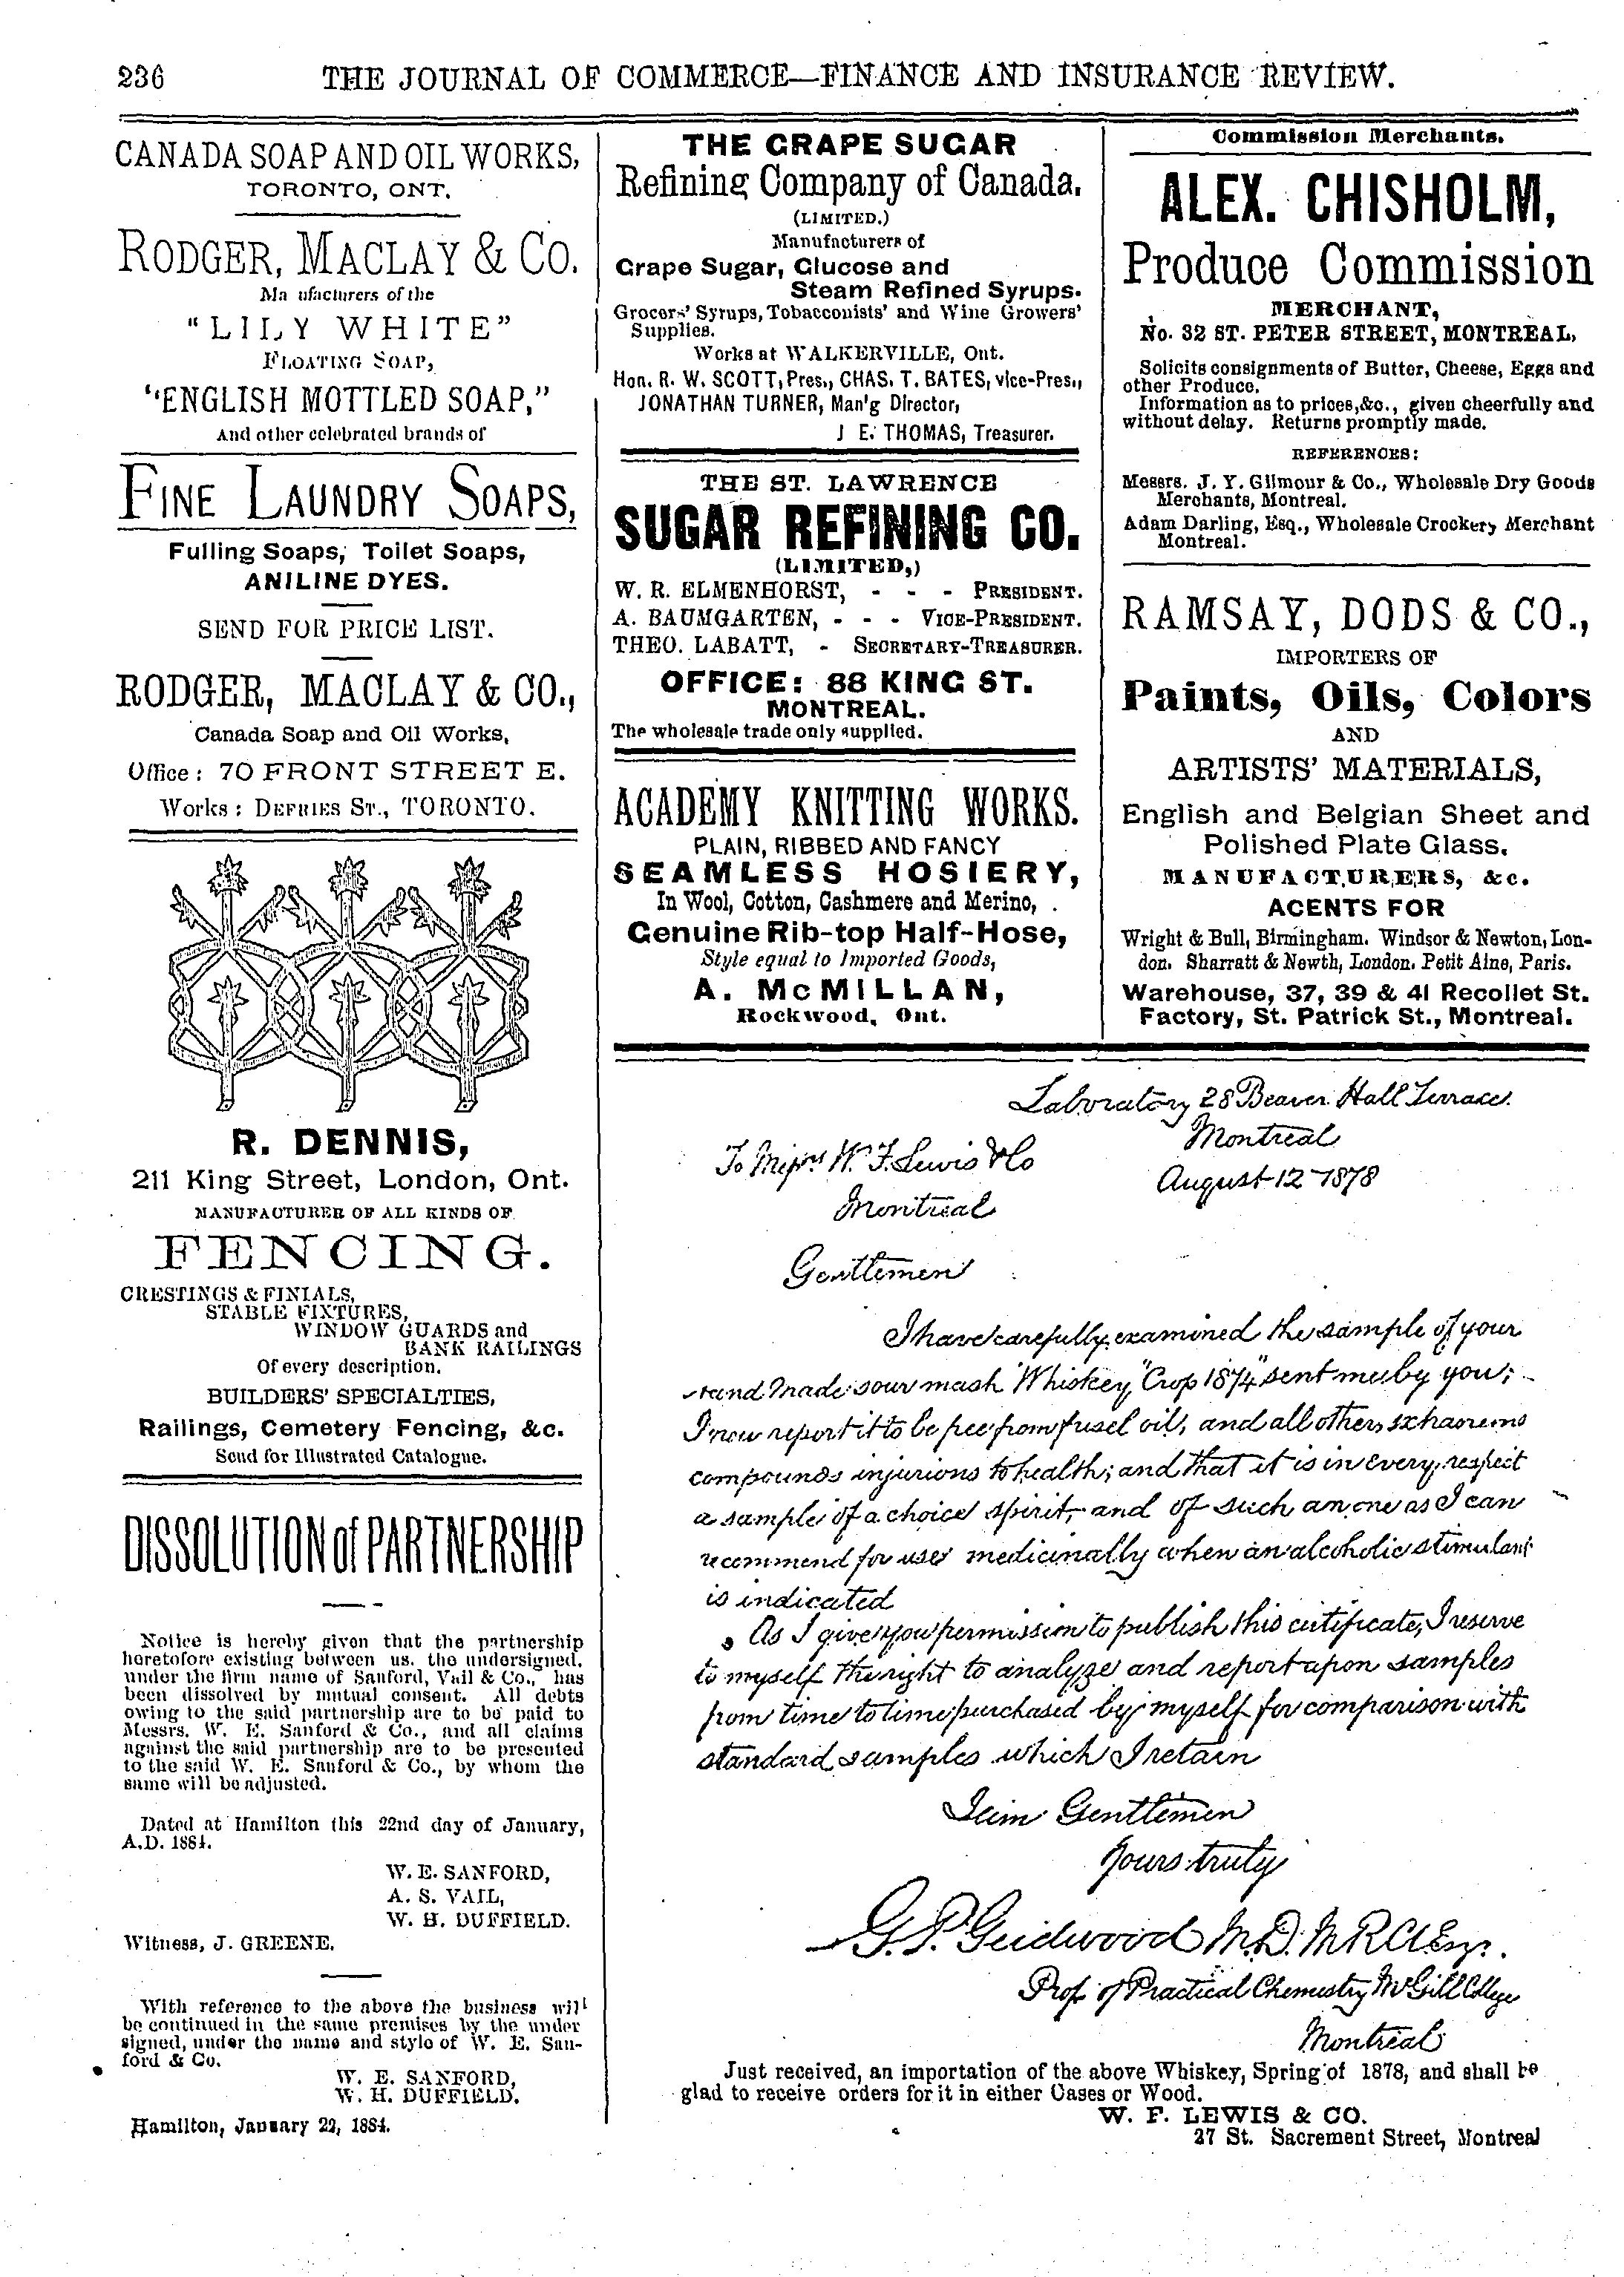 236 THE JOURNAL OF COMMERCE—FINANCE AND INSURANCE REVIEW.
CANADA SOAP AND OIL WORKS,
TORONTO, ONT.
RODGER, MACLAY & CO.
Manufacturers of the
"LILY WHITE"
FLOATING SOAP,
"ENGLISH MOTTLED SOAP,"
And other celebrated brands of
FINE LAUNDRY SOAPS,
Fulling Soaps, Toilet Soaps,
ANILINE DYES.
SEND FOR PRICE LIST.
RODGER, MACLAY & CO.,
Canada Soap and Oil Works,
Office: 70 FRONT STREET E.
Works: DEFRIES ST., TORONTO.
R. DENNIS,
211 King Street, London, Ont.
MANUFACTURER OF ALL KINDS OF
FENCING.
CRESTINGS & FINIALS,
STABLE FIXTURES,
WINDOW GUARDS and
BANK RAILINGS
Of every description.
BUILDERS' SPECIALTIES,
Railings, Cemetery Fencing, &c.
Send for Illustrated Catalogue.
DISSOLUTION of PARTNERSHIP
Notice is hereby given that the partnership
heretofore existing between us, the undersigned,
under the firm name of Sanford, Vail & Co., has
been dissolved by mutual consent. All debts
owing to the said partnership are to be paid to
Messrs. W. E. Sanford & Co., and all claims
against the said partnership are to be presented
to the said W. E. Sanford & Co., by whom the
same will be adjusted.
Dated at Hamilton this 22nd day of January,
A.D. 1884.
W. E. SANFORD,
A. S. VAIL,
W. H. DUFFIELD.
Witness, J. GREENE.
With reference to the above the business will
be continued in the same premises by the under
signed, under the name and style of W. E. San-
ford & Co.
W. E. SANFORD,
W. H. DUFFIELD.
Hamilton, January 22, 1884.
THE GRAPE SUGAR
Refining Company of Canada.
(LIMITED.)
Manufacturers of
Grape Sugar, Glucose and
Steam Refined Syrups.
Grocers' Syrups, Tobacconists' and Wine Growers'
Supplies.
Works at WALKERVILLE, Ont.
Hon. R. W. SCOTT, Pres., CHAS. T. BATES, vice-Pres.,
JONATHAN TURNER, Man'g Director,
J E. THOMAS, Treasurer.
THE ST. LAWRENCE
SUGAR REFINING CO.
(LIMITED,)
W. R. ELMENHORST, - - - PRESIDENT.
A. BAUMGARTEN, - - - VICE-PRESIDENT.
THEO. LABATT, - SECRETARY-TREASURER.
OFFICE: 88 KING ST.
MONTREAL.
The wholesale trade only supplied.
ACADEMY KNITTING WORKS.
PLAIN, RIBBED AND FANCY
SEAMLESS HOSIERY,
In Wool, Cotton, Cashmere and Merino,
Genuine Rib-top Half-Hose,
Style equal to Imported Goods,
A. McMILLAN,
Rockwood, Ont.
Commission Merchants.
ALEX. CHISHOLM,
Produce Commission
MERCHANT,
No. 32 ST. PETER STREET, MONTREAL,
Solicits consignments of Butter, Cheese, Eggs and
other Produce.
Information as to prices, &c., given cheerfully and
without delay. Returns promptly made.
REFERENCES:
Messrs. J. Y. Gilmour & Co., Wholesale Dry Goods
Merchants, Montreal.
Adam Darling, Esq., Wholesale Crockery Merchant
Montreal.
RAMSAY, DODS & CO.,
IMPORTERS OF
Paints, Oils, Colors
AND
ARTISTS' MATERIALS,
English and Belgian Sheet and
Polished Plate Glass.
MANUFACTURERS, &c.
AGENTS FOR
Wright & Bull, Birmingham. Windsor & Newton, Lon-
don. Sharratt & Newth, London. Petit Aine, Paris.
Warehouse, 37, 39 & 41 Recollet St.
Factory, St. Patrick St., Montreal.
Laboratory 28 Beaver Hall Terrace.
Montreal
August 12 1878
To Messrs W. F. Lewis & Co
Montreal
Gentlemen
I have carefully examined the sample of your
Hand Made sour mash Whiskey, "Crop 1874" sent me by you;
I now report it to be free from fusel oil, and all other
compounds injurious to health; and that it is in every respect
a sample of a choice spirit, and of such an one as I can
recommend for use medicinally when an alcoholic stimulant
is indicated
As I give you permission to publish this certificate, I reserve
to myself the right to analyze and report upon samples
from time to time purchased by myself for comparison with
standard samples which I retain
I am Gentlemen
Yours truly
G. P. Girdwood M.D. M.R.C.S. Eng.
Prof of Practical Chemistry McGill College
Montreal
Just received, an importation of the above Whiskey, Spring of 1878, and shall be
glad to receive orders for it in either Cases or Wood.
W. F. LEWIS & CO.
27 St. Sacrement Street, Montreal